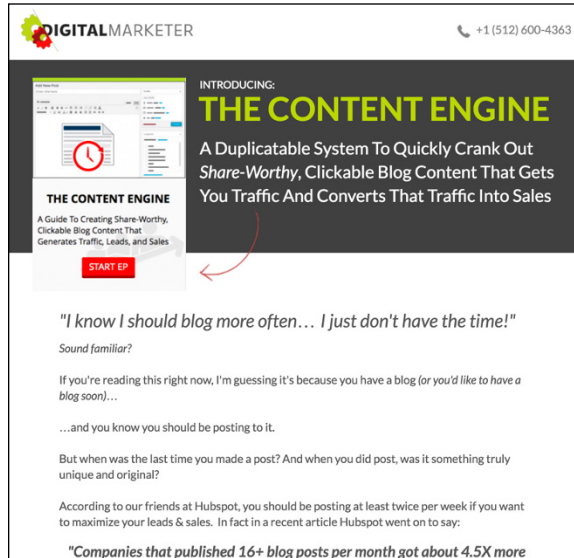 DIGITALMARKETER
+1 (512) 600-4363
INTRODUCING:
THE CONTENT ENGINE
A Duplicatable System To Quickly Crank Out
Share-Worthy, Clickable Blog Content That Gets
You Traffic And Converts That Traffic Into Sales
THE CONTENT ENGINE
A Guide To Creating Share-Worthy,
Clickable Blog Content That
Generates Traffic, Leads, and Sales
START EP
"I know I should blog more often… I just don't have the time!"
Sound familiar?
If you're reading this right now, I'm guessing it's because you have a blog (or you'd like to have a
blog soon)…
…and you know you should be posting to it.
But when was the last time you made a post? And when you did post, was it something truly
unique and original?
According to our friends at Hubspot, you should be posting at least twice per week if you want
to maximize your leads & sales. In fact in a recent article Hubspot went on to say:
"Companies that published 16+ blog posts per month got about 4.5X more